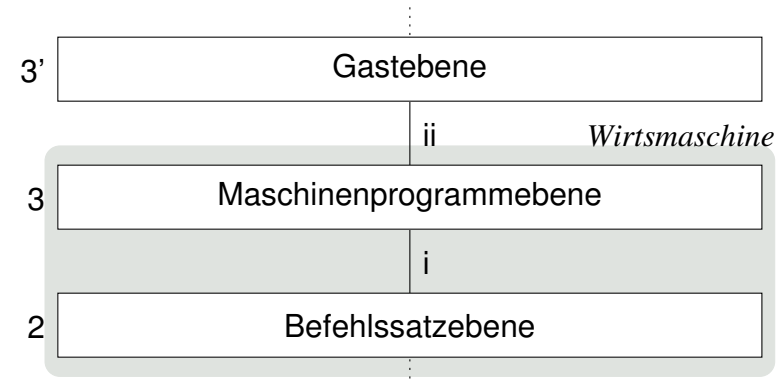 3' Gastebene
ii Wirtsmaschine
3 Maschinenprogrammebene
i
2 Befehlssatzebene